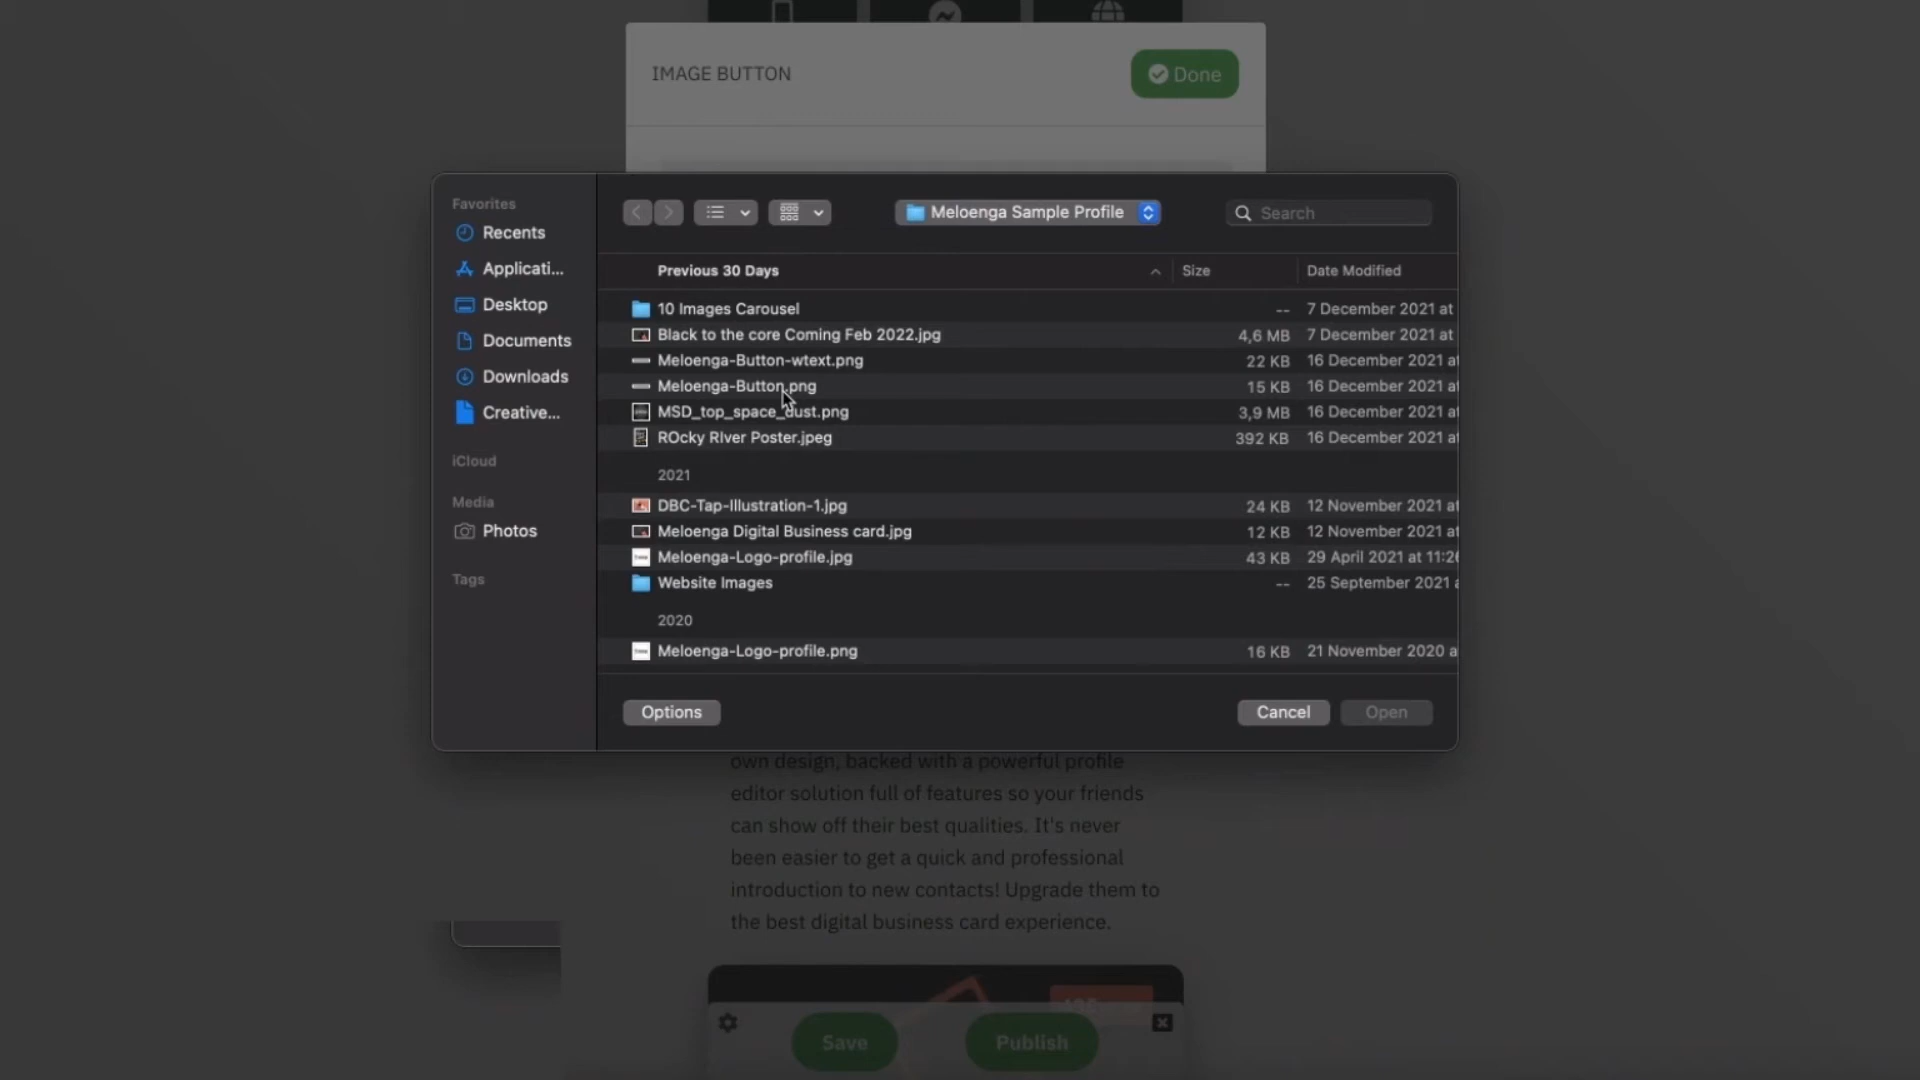 IMAGE BUTTON
Done
Favorites
Recents
Applicati...
Desktop
Documents
Downloads
Creative...
iCloud
Media
Photos
Tags
Meloenga Sample Profile
Search
Previous 30 Days Size Date Modified
10 Images Carousel -- 7 December 2021 at
Black to the core Coming Feb 2022.jpg 4,6 MB 7 December 2021 at
Meloenga-Button-wtext.png 22 KB 16 December 2021 at
Meloenga-Button.png 15 KB 16 December 2021 at
MSD_top_space_dust.png 3,9 MB 16 December 2021 at
ROcky RIver Poster.jpeg 392 KB 16 December 2021 at
2021
DBC-Tap-Illustration-1.jpg 24 KB 12 November 2021 at
Meloenga Digital Business card.jpg 12 KB 12 November 2021 at
Meloenga-Logo-profile.jpg 43 KB 29 April 2021 at 11:26
Website Images -- 25 September 2021 a
2020
Meloenga-Logo-profile.png 16 KB 21 November 2020 a
Options
Cancel
Open
own design, backed with a powerful profile
editor solution full of features so your friends
can show off their best qualities. It's never
been easier to get a quick and professional
introduction to new contacts! Upgrade them to
the best digital business card experience.
Save
Publish